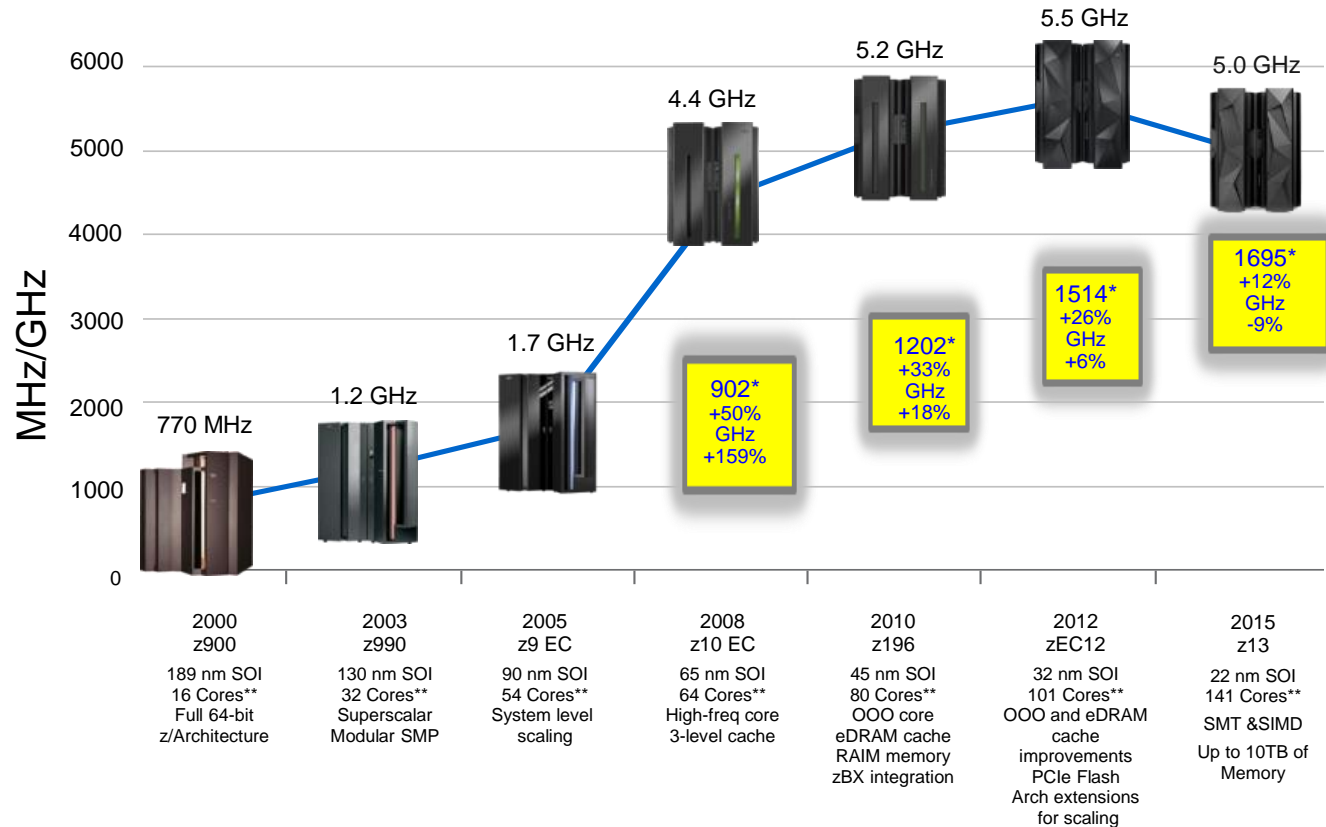 MHz/GHz
6000
5000
4000
3000
2000
1000
0
770 MHz
1.2 GHz
1.7 GHz
4.4 GHz
5.2 GHz
5.5 GHz
5.0 GHz
902*
+50%
GHz
+159%
1202*
+33%
GHz
+18%
1514*
+26%
GHz
+6%
1695*
+12%
GHz
-9%
2000
z900
189 nm SOI
16 Cores**
Full 64-bit
z/Architecture
2003
z990
130 nm SOI
32 Cores**
Superscalar
Modular SMP
2005
z9 EC
90 nm SOI
54 Cores**
System level
scaling
2008
z10 EC
65 nm SOI
64 Cores**
High-freq core
3-level cache
2010
z196
45 nm SOI
80 Cores**
OOO core
eDRAM cache
RAIM memory
zBX integration
2012
zEC12
32 nm SOI
101 Cores**
OOO and eDRAM
cache
improvements
PCIe Flash
Arch extensions
for scaling
2015
z13
22 nm SOI
141 Cores**
SMT &SIMD
Up to 10TB of
Memory